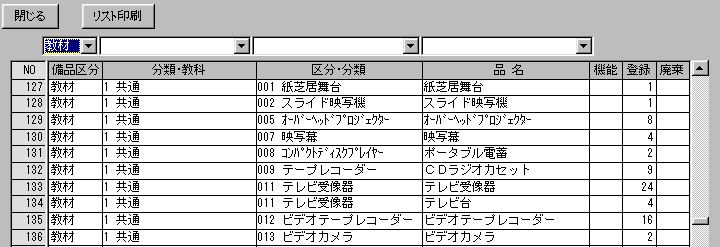 閉じる リスト印刷
教材
NO 備品区分 分類・教科 区分・分類 品 名 機能 登録 廃棄
127 教材 1 共通 001 紙芝居舞台 紙芝居舞台 1
128 教材 1 共通 002 スライド映写機 スライド映写機 1
129 教材 1 共通 005 ｵｰﾊﾞｰﾍｯﾄﾞﾌﾟﾛｼﾞｪｸﾀｰ ｵｰﾊﾞｰﾍｯﾄﾞﾌﾟﾛｼﾞｪｸﾀｰ 8
130 教材 1 共通 007 映写幕 映写幕 4
131 教材 1 共通 008 ｺﾝﾊﾟｸﾄﾃﾞｨｽｸﾌﾟﾚｲﾔｰ ポータブル電蓄 2
132 教材 1 共通 009 テープレコーダー ＣＤラジオカセット 9
133 教材 1 共通 011 テレビ受像器 テレビ受像器 24
134 教材 1 共通 011 テレビ受像器 テレビ台 4
135 教材 1 共通 012 ビデオテープレコーダー ビデオテープレコーダー 16
136 教材 1 共通 013 ビデオカメラ ビデオカメラ 2